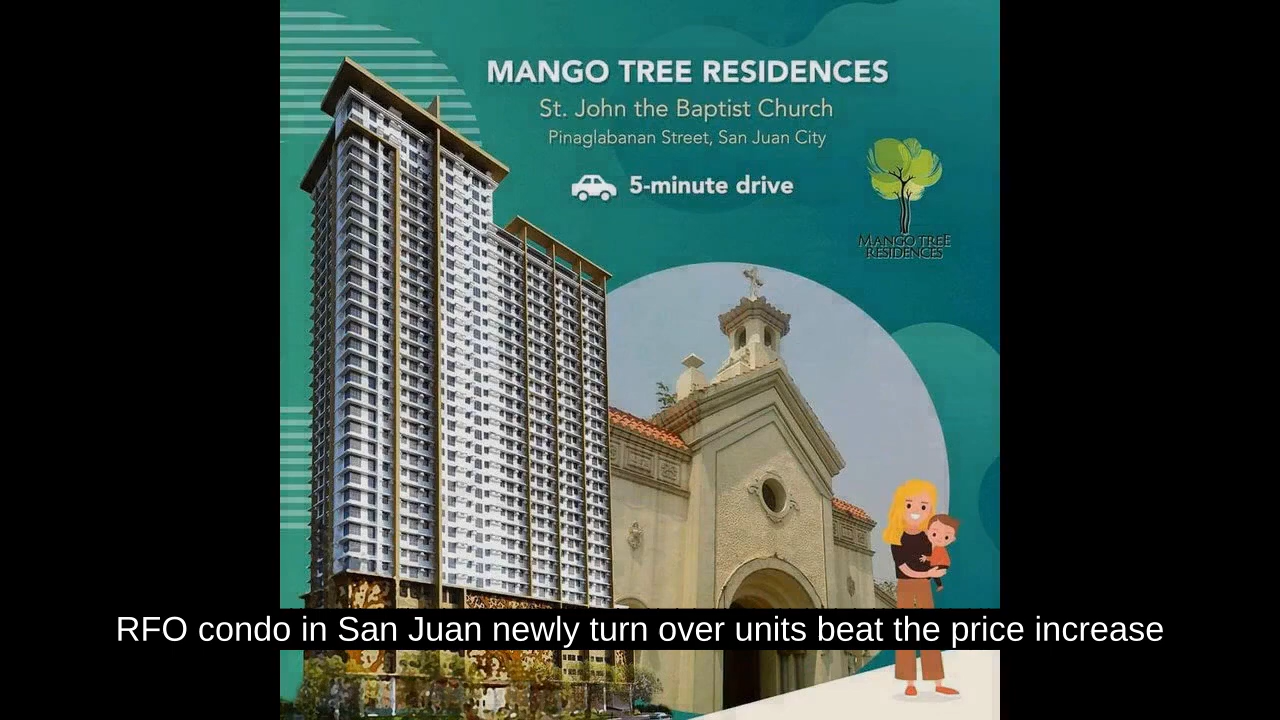 MANGO TREE RESIDENCES
St. John the Baptist Church
Pinaglabanan Street, San Juan City
5-minute drive
MANGO TREE
RESIDENCES
RFO condo in San Juan newly turn over units beat the price increase